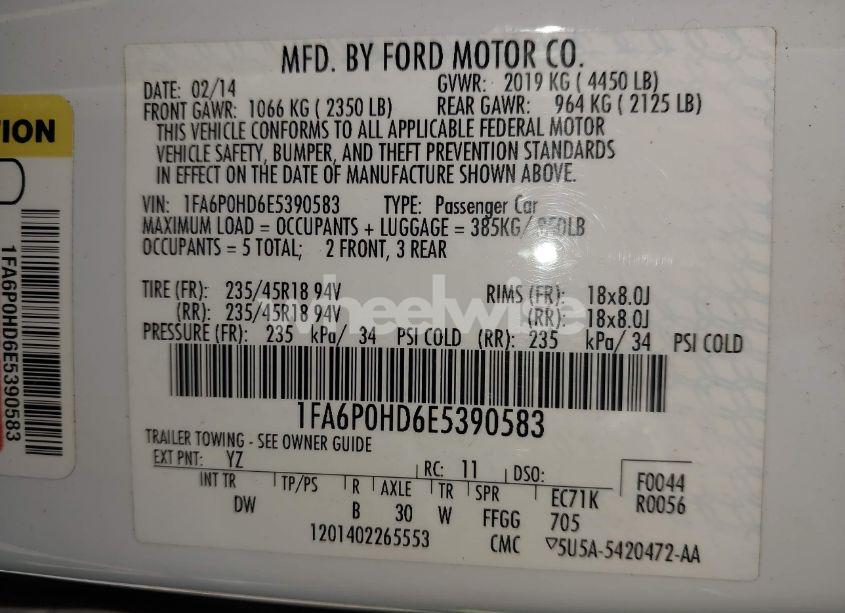 MFD. BY FORD MOTOR CO.
DATE: 02/14 GVWR: 2019 KG ( 4450 LB)
FRONT GAWR: 1066 KG ( 2350 LB) REAR GAWR: 964 KG ( 2125 LB)
THIS VEHICLE CONFORMS TO ALL APPLICABLE FEDERAL MOTOR
VEHICLE SAFETY, BUMPER, AND THEFT PREVENTION STANDARDS
IN EFFECT ON THE DATE OF MANUFACTURE SHOWN ABOVE.
VIN: 1FA6P0HD6E5390583 TYPE: Passenger Car
MAXIMUM LOAD = OCCUPANTS + LUGGAGE = 385KG/ 850LB
OCCUPANTS = 5 TOTAL; 2 FRONT, 3 REAR
TIRE (FR): 235/45R18 94V RIMS (FR): 18x8.0J
(RR): 235/45R18 94V (RR): 18x8.0J
PRESSURE (FR): 235 kPa/ 34 PSI COLD (RR): 235 kPa/ 34 PSI COLD
1FA6P0HD6E5390583
TRAILER TOWING - SEE OWNER GUIDE
EXT PNT: YZ RC: 11 DSO: F0044
INT TR TP/PS R AXLE TR SPR EC71K R0056
DW B 30 W FFGG 705
1201402265553 CMC ▽5U5A-5420472-AA
TION
1FA6P0HD6E5390583
wheelwise